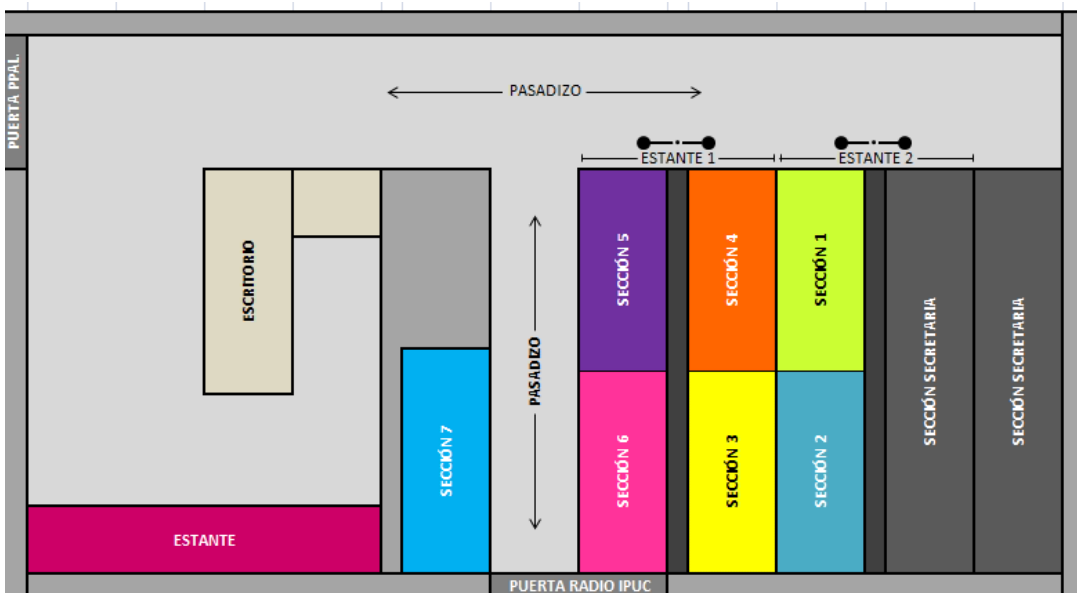 PUERTA PPAL.
PASADIZO
ESTANTE 1
ESTANTE 2
ESCRITORIO
SECCIÓN 7
PASADIZO
SECCIÓN 5
SECCIÓN 4
SECCIÓN 1
SECCIÓN 6
SECCIÓN 3
SECCIÓN 2
SECCIÓN SECRETARIA
SECCIÓN SECRETARIA
ESTANTE
PUERTA RADIO IPUC